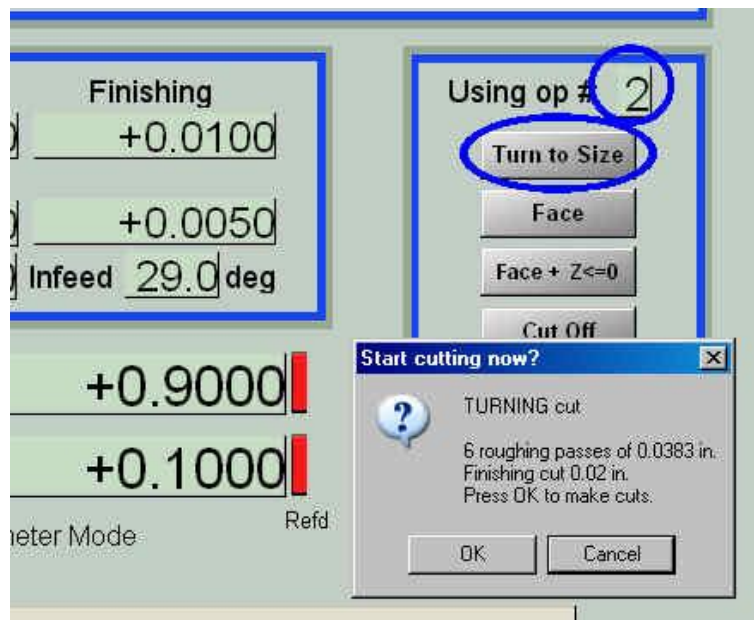 Finishing
Using op # 2
+0.0100
Turn to Size
+0.0050
Face
Infeed 29.0 deg
Face + Z<=0
Cut Off
Start cutting now?
+0.9000
TURNING cut
6 roughing passes of 0.0383 in.
Finishing cut 0.02 in.
Press OK to make cuts.
+0.1000
Refd
eter Mode
OK
Cancel